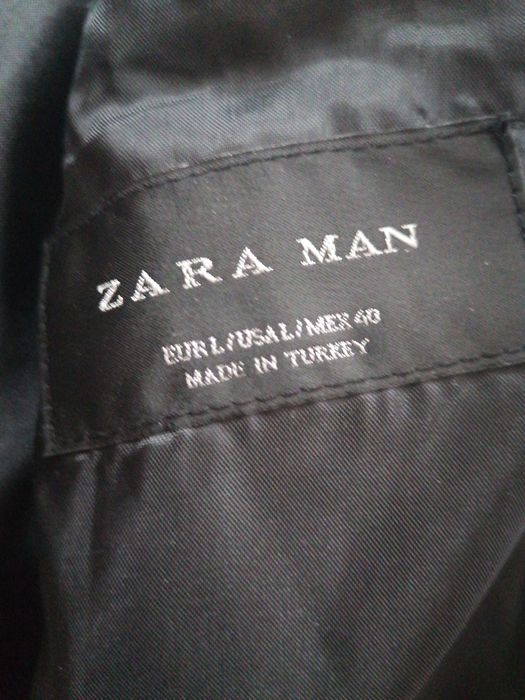 ZARA MAN
EUR L/USA L/MEX 40
MADE IN TURKEY